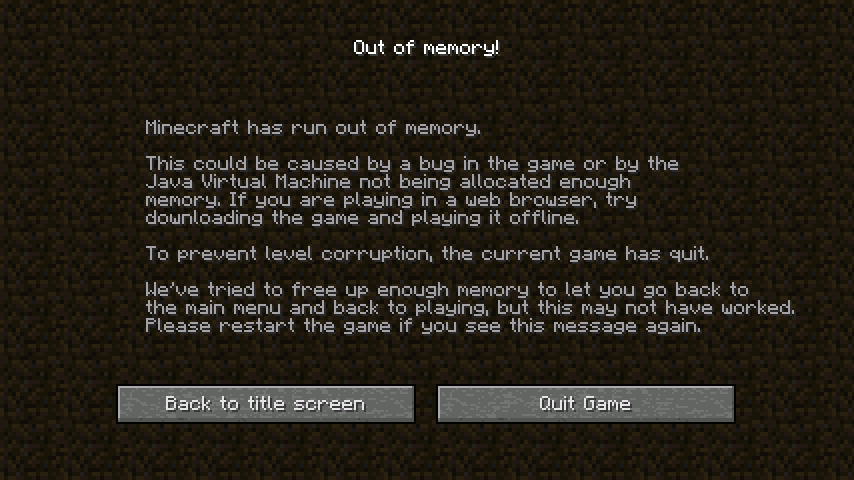 Out of memory!
Minecraft has run out of memory.
This could be caused by a bug in the game or by the
Java Virtual Machine not being allocated enough
memory. If you are playing in a web browser, try
downloading the game and playing it offline.
To prevent level corruption, the current game has quit.
We've tried to free up enough memory to let you go back to
the main menu and back to playing, but this may not have worked.
Please restart the game if you see this message again.
Back to title screen
Quit Game